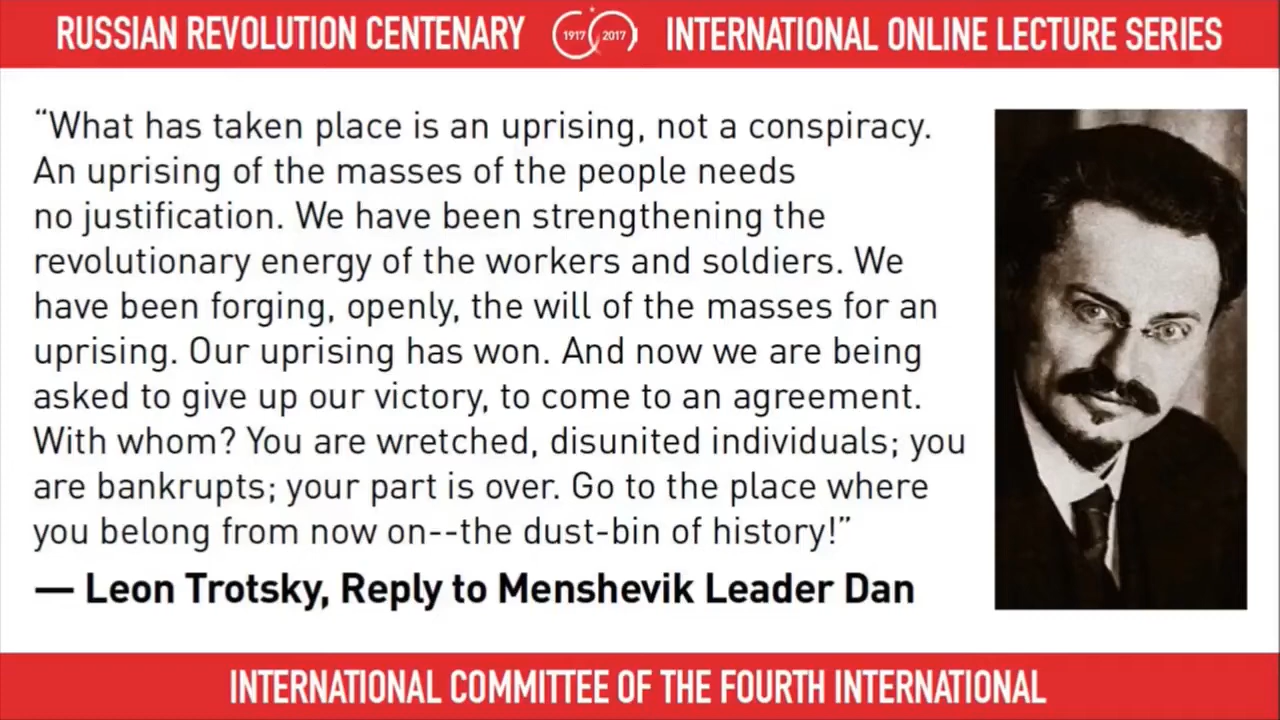 RUSSIAN REVOLUTION CENTENARY 1917 2017 INTERNATIONAL ONLINE LECTURE SERIES
“What has taken place is an uprising, not a conspiracy.
An uprising of the masses of the people needs
no justification. We have been strengthening the
revolutionary energy of the workers and soldiers. We
have been forging, openly, the will of the masses for an
uprising. Our uprising has won. And now we are being
asked to give up our victory, to come to an agreement.
With whom? You are wretched, disunited individuals; you
are bankrupts; your part is over. Go to the place where
you belong from now on--the dust-bin of history!”
— Leon Trotsky, Reply to Menshevik Leader Dan
INTERNATIONAL COMMITTEE OF THE FOURTH INTERNATIONAL